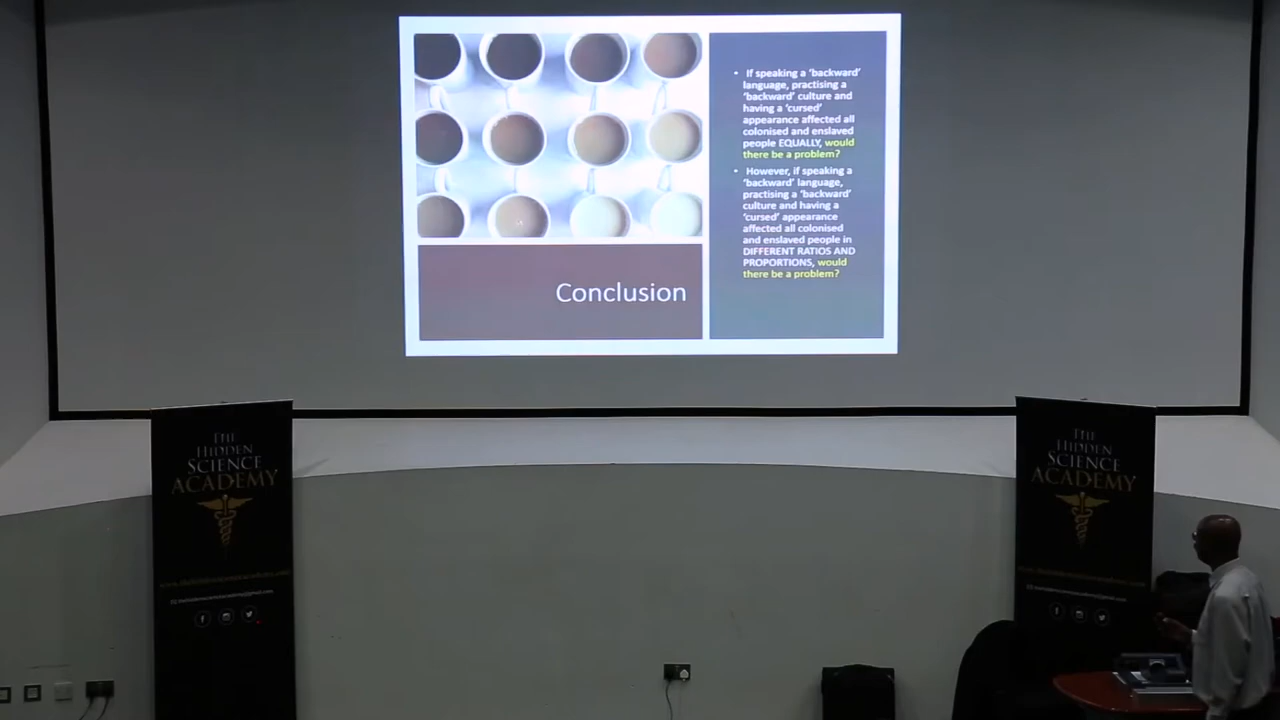 • If speaking a 'backward'
language, practising a
'backward' culture and
having a 'cursed'
appearance affected all
colonised and enslaved
people EQUALLY, would
there be a problem?
• However, if speaking a
'backward' language,
practising a 'backward'
culture and having a
'cursed' appearance
affected all colonised
and enslaved people in
DIFFERENT RATIOS AND
PROPORTIONS, would
there be a problem?
Conclusion
THE
HIDDEN
SCIENCE
ACADEMY
THE
HIDDEN
SCIENCE
ACADEMY